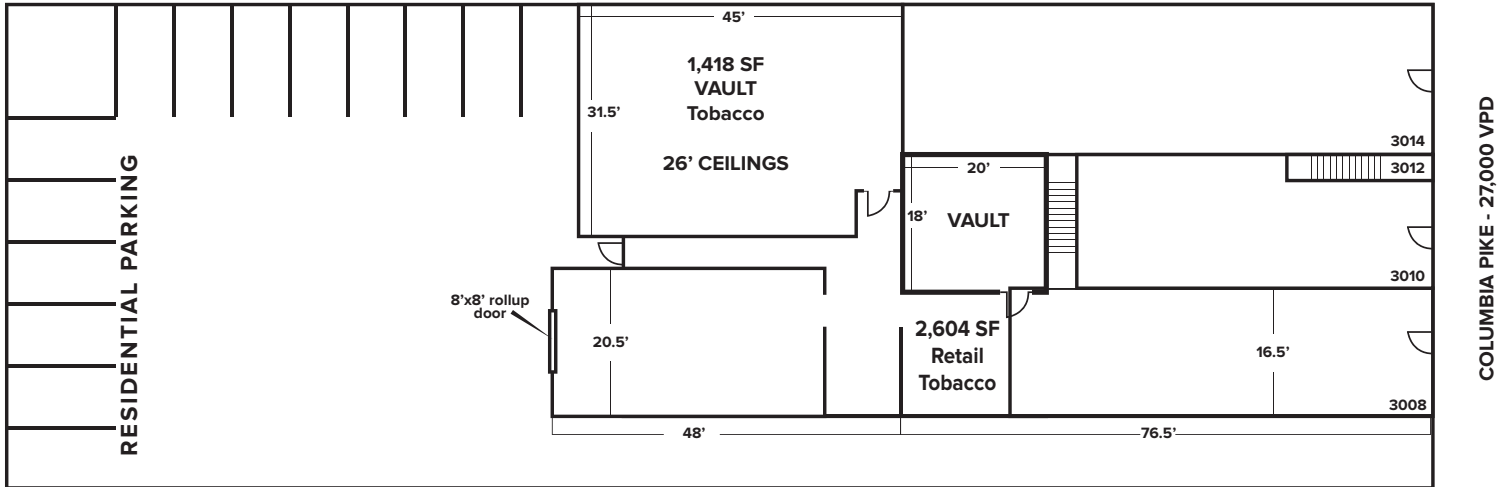 45’
1,418 SF
VAULT
Tobacco
31.5’
26’ CEILINGS
3014
3012
20’
18’
VAULT
3010
8’x8’ rollup
door
20.5’
2,604 SF
Retail
Tobacco
16.5’
3008
48’
76.5’
RESIDENTIAL PARKING
COLUMBIA PIKE - 27,000 VPD